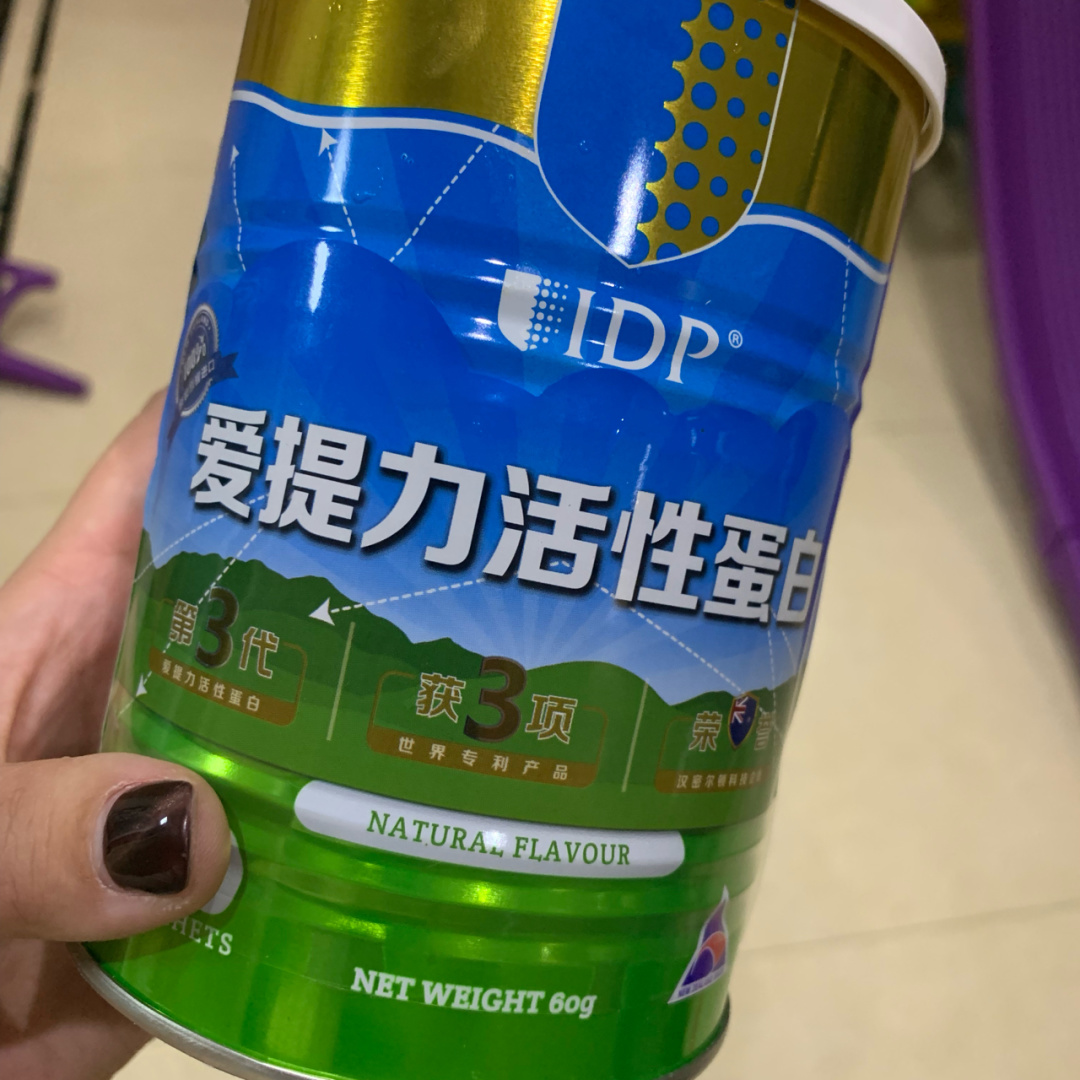 IDP®
爱提力活性蛋白
第3代
爱提力活性蛋白
获3项
世界专利产品
荣誉
NATURAL FLAVOUR
HETS
NET WEIGHT 60g